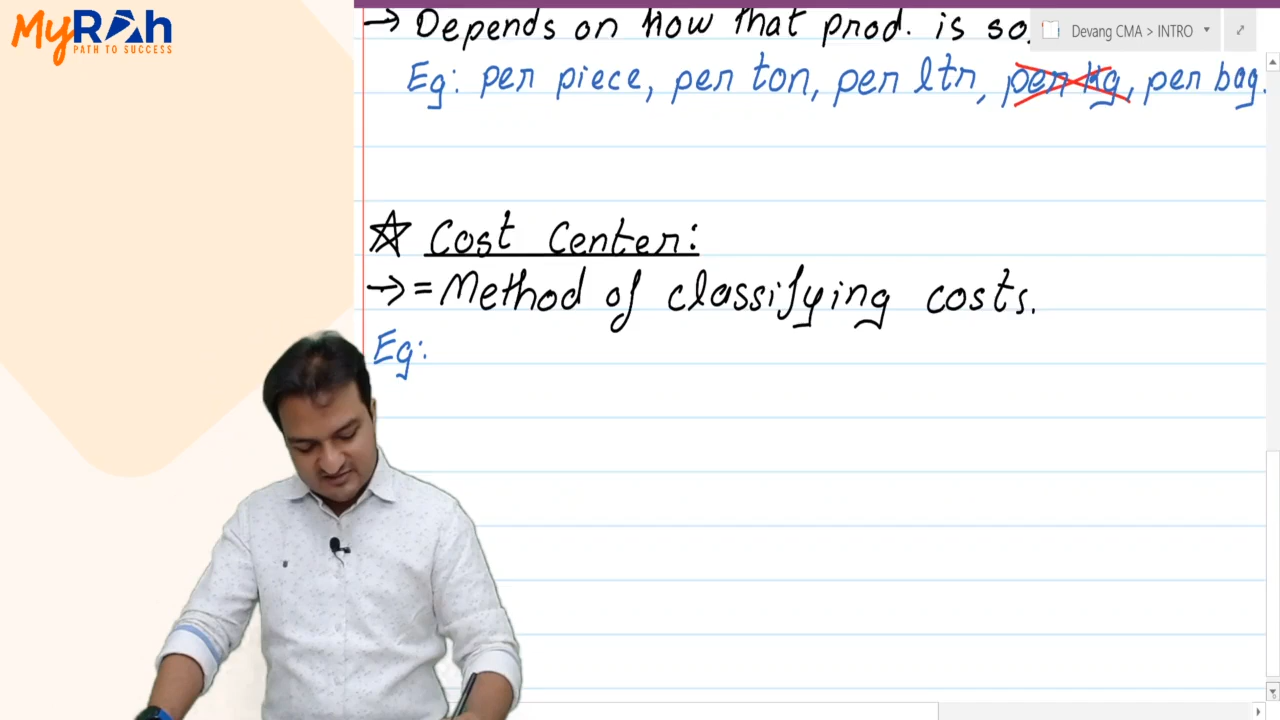 MyRAh
PATH TO SUCCESS
→ Depends on how that prod. is so
Devang CMA > INTRO
Eg: per piece, per ton, per ltr, per kg, per bag.
☆ Cost Center:
→ = Method of classifying costs.
Eg: